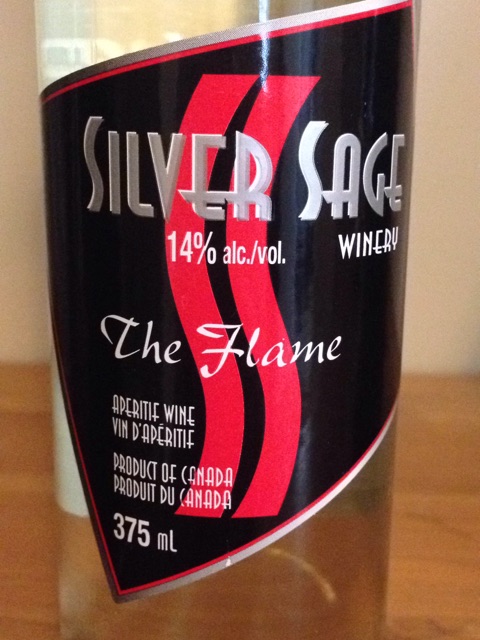 SILVER SAGE
WINERY
14% alc./vol.
The Flame
APERITIF WINE
VIN D'APÉRITIF
PRODUCT OF CANADA
PRODUIT DU CANADA
375 mL